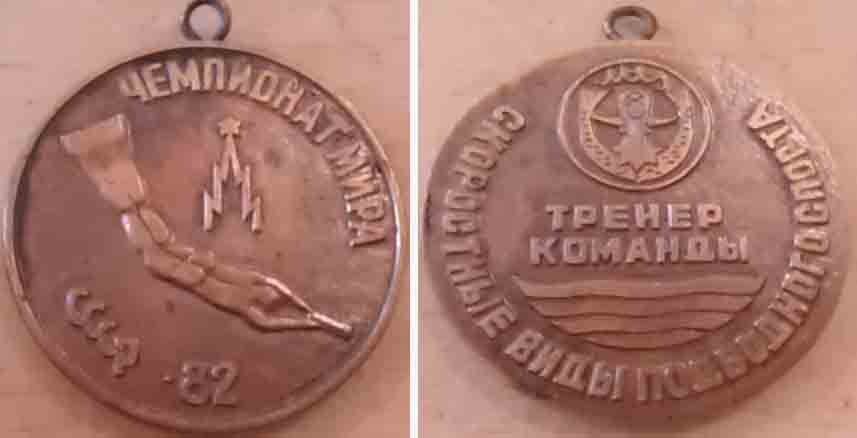 ЧЕМПИОНАТ МИРА
СССР
-82
СКОРОСТНЫЕ ВИДЫ ПОДВОДНОГО СПОРТА
ТРЕНЕР
КОМАНДЫ